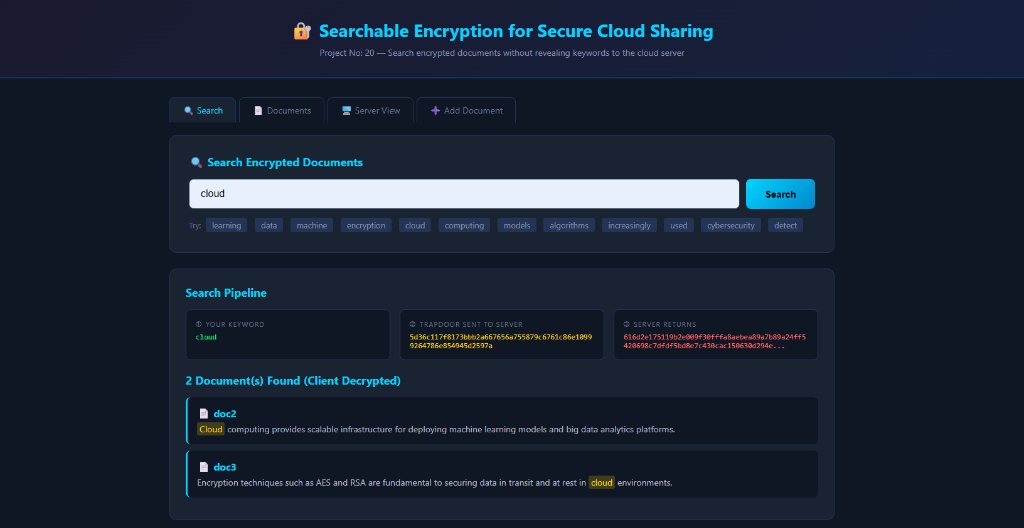 Searchable Encryption for Secure Cloud Sharing
Project No: 20 — Search encrypted documents without revealing keywords to the cloud server
Search
Documents
Server View
Add Document
Search Encrypted Documents
cloud
Search
Try: learning data machine encryption cloud computing models algorithms increasingly used cybersecurity detect
Search Pipeline
① YOUR KEYWORD
cloud
② TRAPDOOR SENT TO SERVER
5d36c117f8173bbb2a667656a755879c6761c86e1099
9264786e854945d2597a
③ SERVER RETURNS
616d2e175119b2e009f30fffa8aebea89a7b89a24ff5
420698c7dfdf5bd8e7c430cac150630d294e...
2 Document(s) Found (Client Decrypted)
doc2
Cloud computing provides scalable infrastructure for deploying machine learning models and big data analytics platforms.
doc3
Encryption techniques such as AES and RSA are fundamental to securing data in transit and at rest in cloud environments.